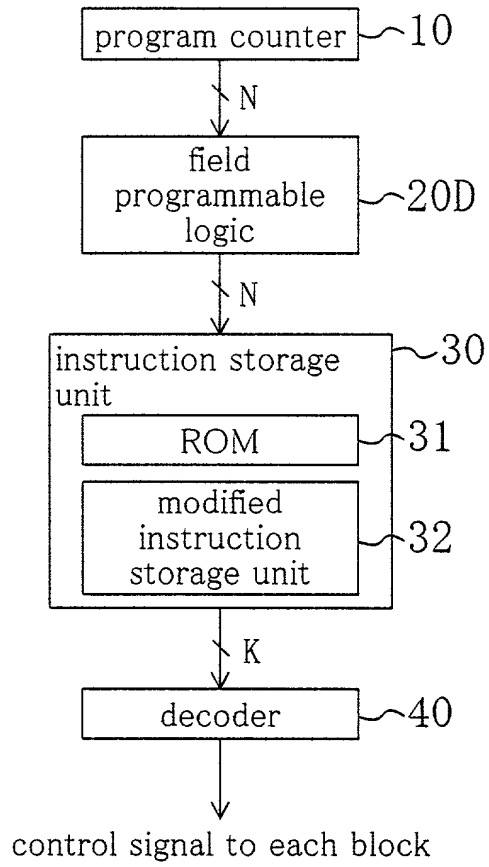 program counter 10
N
field
programmable
logic
20D
N
instruction storage
unit
30
ROM 31
modified
instruction
storage unit
32
K
decoder 40
control signal to each block